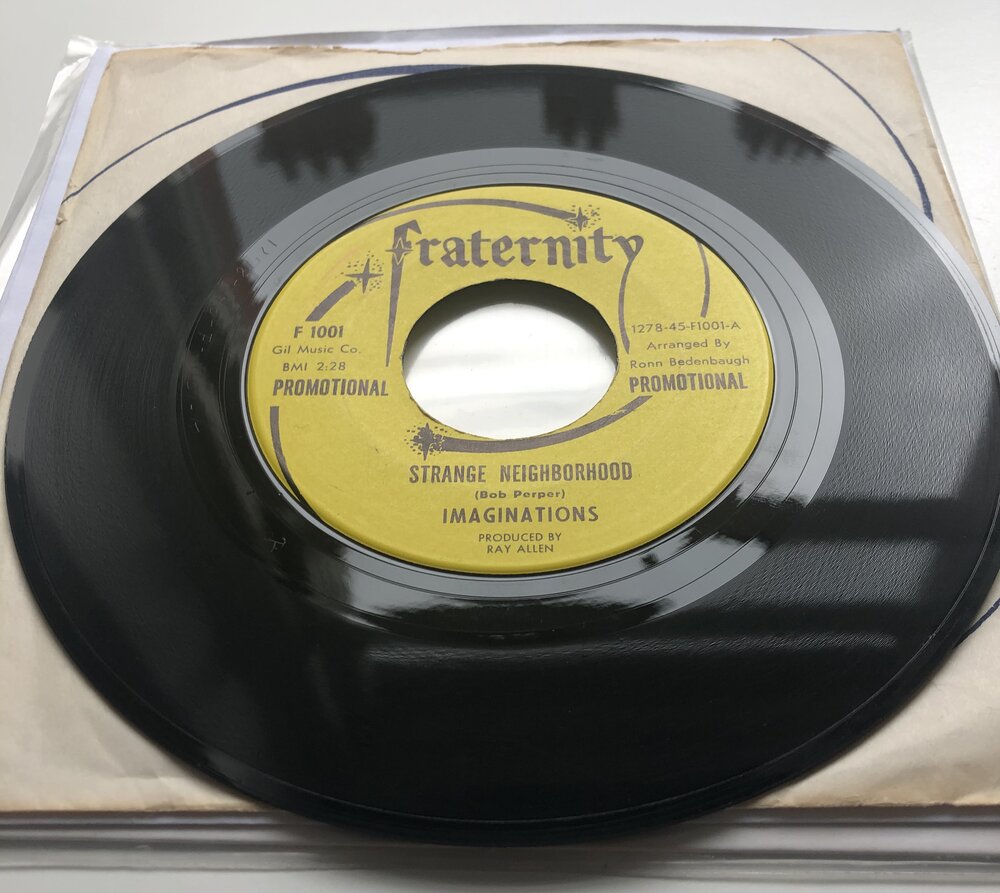 fraternity
F 1001
Gil Music Co.
BMI 2:28
PROMOTIONAL
1278-45-F1001-A
Arranged By
Ronn Bedenbaugh
PROMOTIONAL
STRANGE NEIGHBORHOOD
(Bob Perper)
IMAGINATIONS
PRODUCED BY
RAY ALLEN